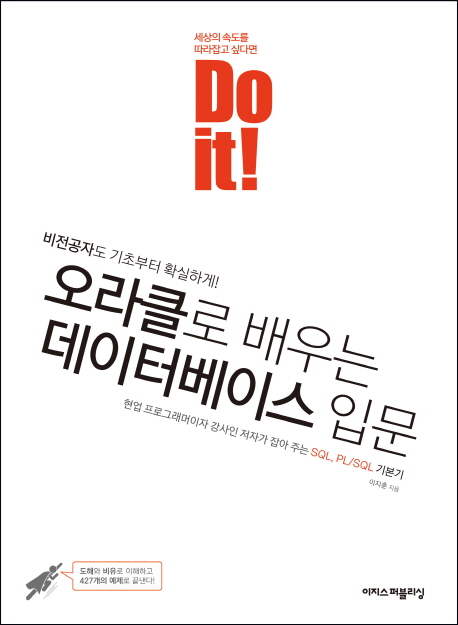 세상의 속도를
따라잡고 싶다면
Do
it!
비전공자도 기초부터 확실하게!
오라클로 배우는
데이터베이스 입문
현업 프로그래머이자 강사인 저자가 잡아 주는 SQL, PL/SQL 기본기
이지훈 지음
도해와 비유로 이해하고
427개의 예제로 끝낸다!
이지스퍼블리싱